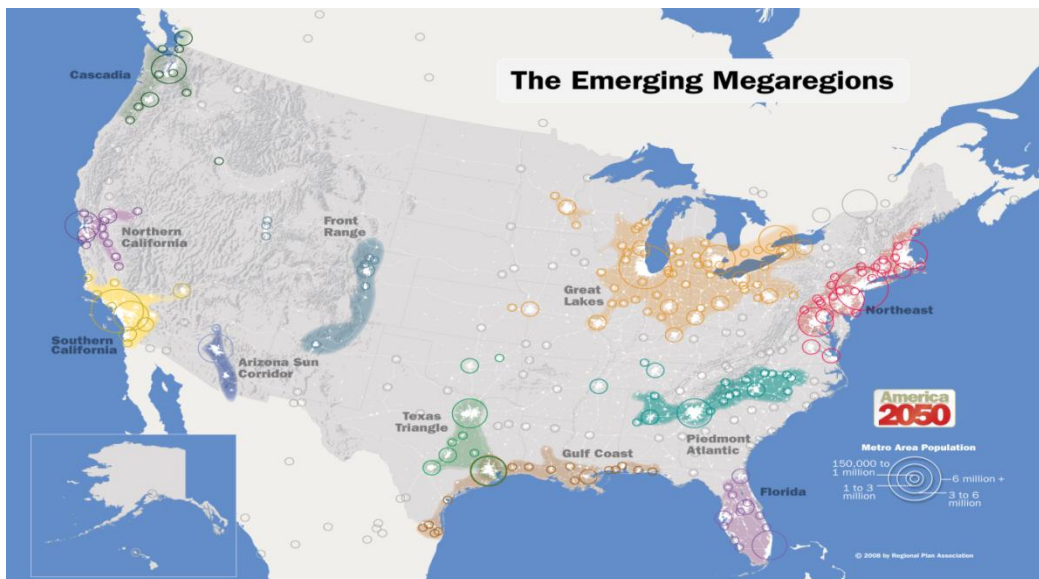 The Emerging Megaregions
Cascadia
Northern
California
Southern
California
Arizona Sun
Corridor
Front
Range
Texas
Triangle
Gulf Coast
Great
Lakes
Piedmont
Atlantic
Florida
Northeast
America
2050
Metro Area Population
150,000 to
1 million
1 to 3
million
6 million +
3 to 6
million
© 2008 by Regional Plan Association